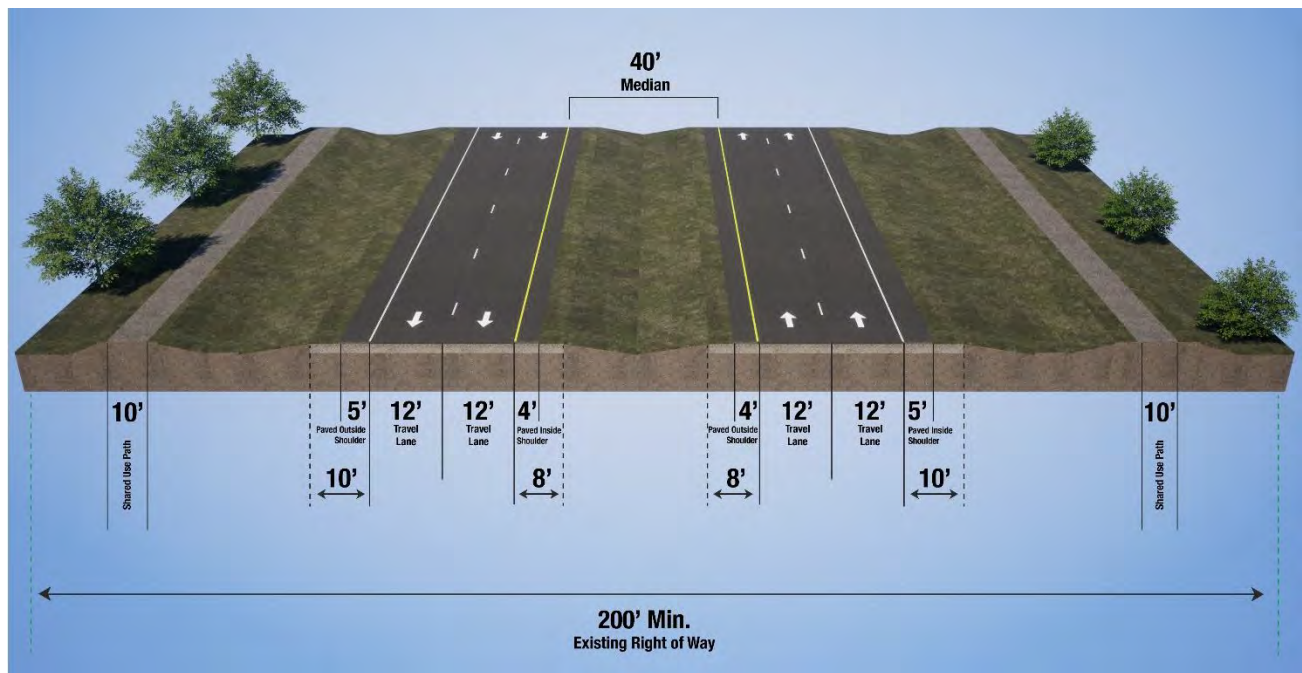 40’
Median
10’
Shared Use Path
5’
Paved Outside
Shoulder
12’
Travel
Lane
12’
Travel
Lane
4’
Paved Inside
Shoulder
10’
8’
4’
Paved Outside
Shoulder
12’
Travel
Lane
12’
Travel
Lane
5’
Paved Inside
Shoulder
8’
10’
10’
Shared Use Path
200’ Min.
Existing Right of Way